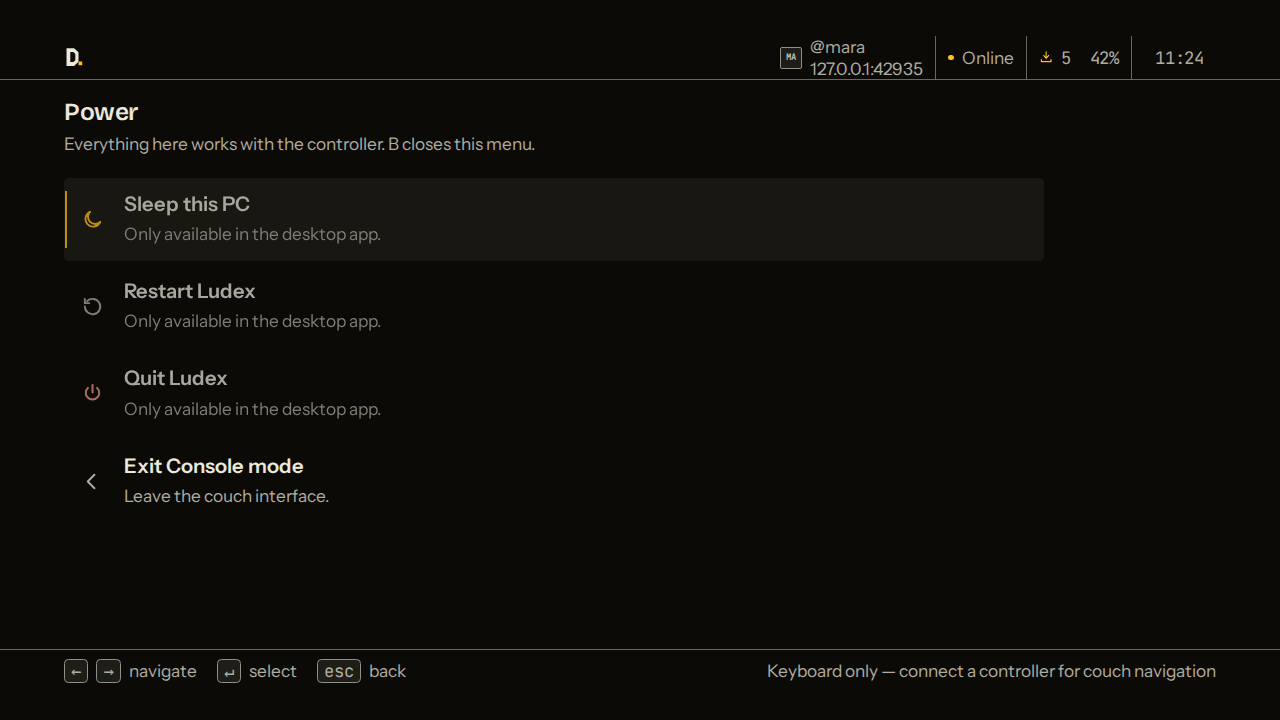 D.
MA
@mara
127.0.0.1:42935
Online
5 42%
11:24
Power
Everything here works with the controller. B closes this menu.
Sleep this PC
Only available in the desktop app.
Restart Ludex
Only available in the desktop app.
Quit Ludex
Only available in the desktop app.
Exit Console mode
Leave the couch interface.
← → navigate ↵ select esc back
Keyboard only — connect a controller for couch navigation